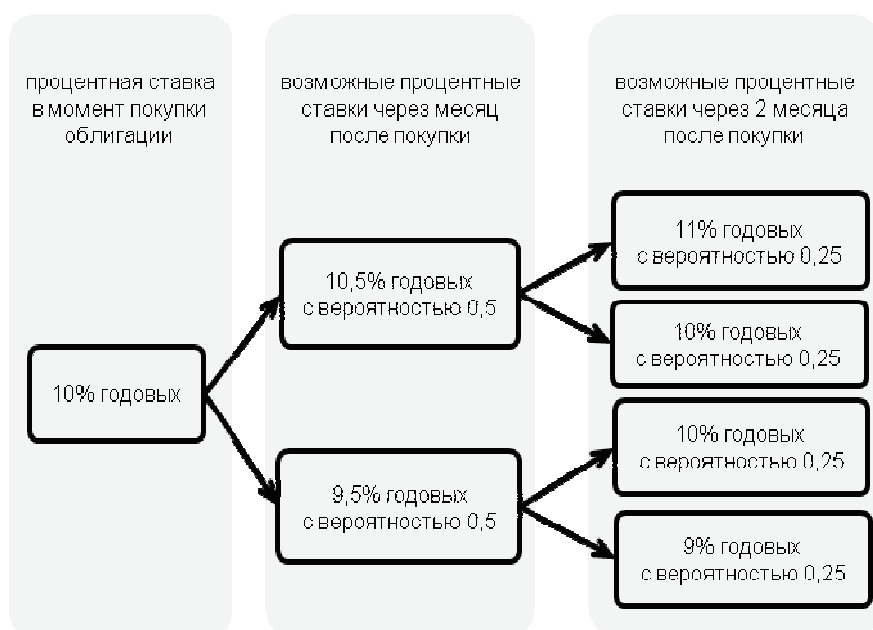 процентная ставка
в момент покупки
облигации
возможные процентные
ставки через месяц
после покупки
возможные процентные
ставки через 2 месяца
после покупки
10% годовых
10,5% годовых
с вероятностью 0,5
9,5% годовых
с вероятностью 0,5
11% годовых
с вероятностью 0,25
10% годовых
с вероятностью 0,25
10% годовых
с вероятностью 0,25
9% годовых
с вероятностью 0,25